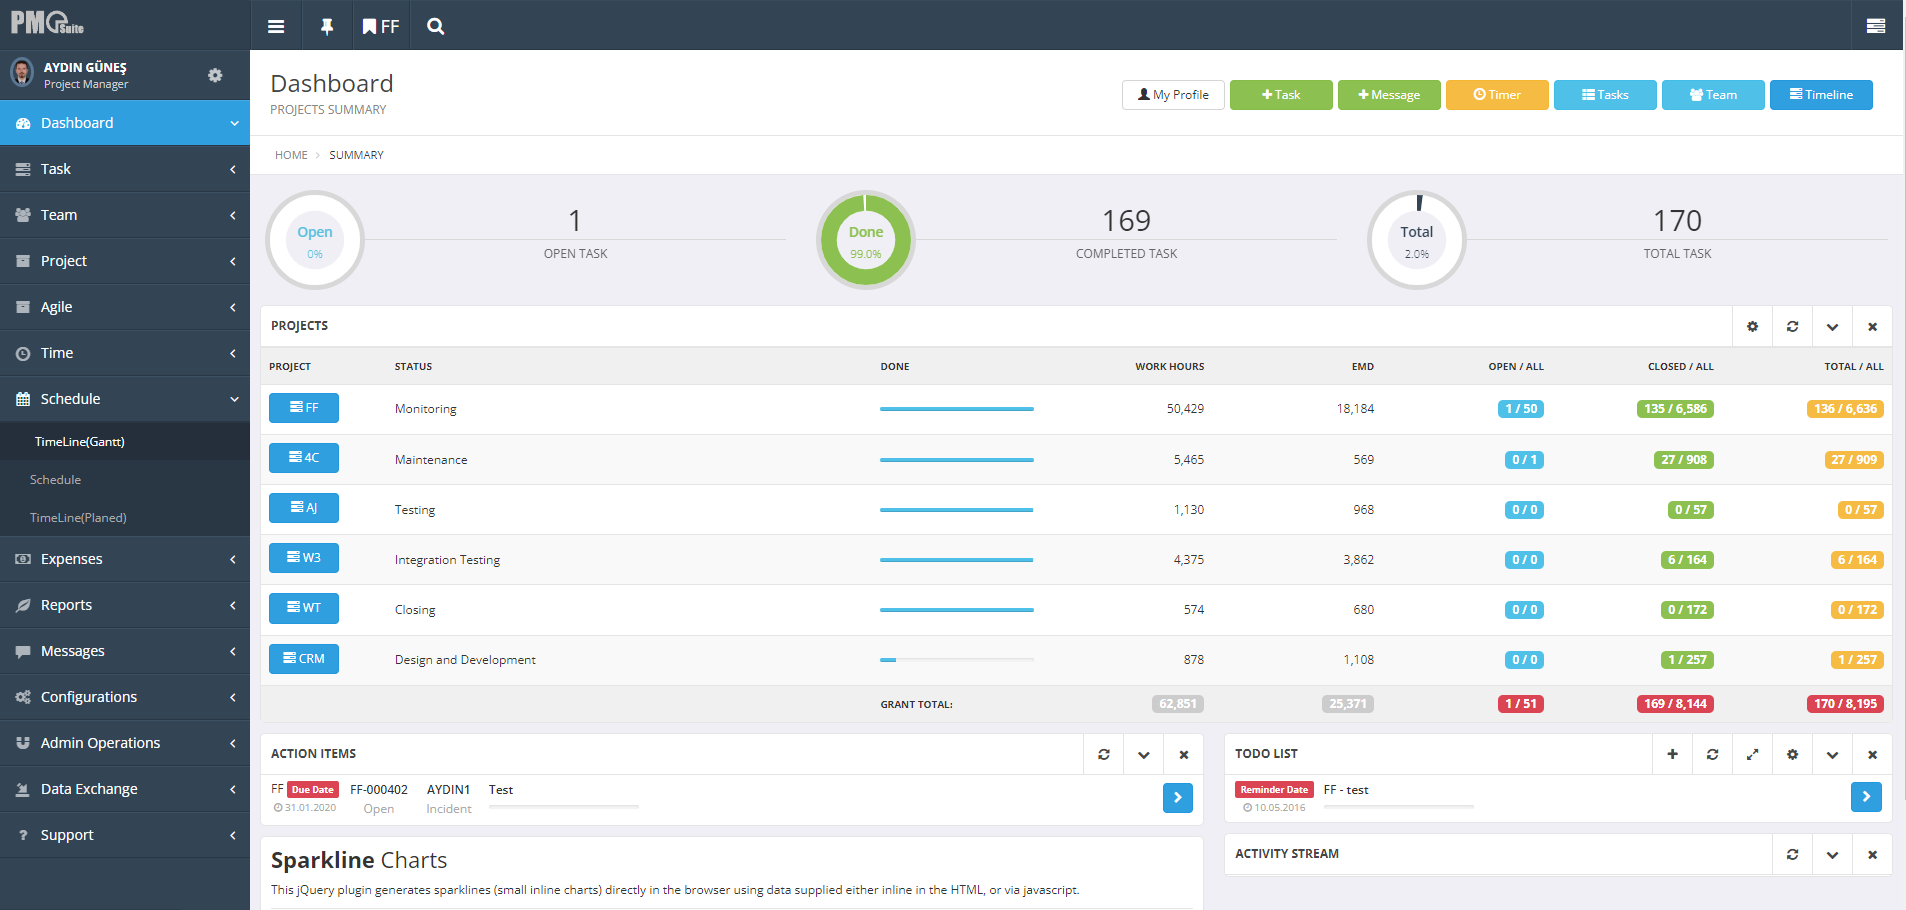 PMO Suite
FF
AYDIN GÜNEŞ
Project Manager
Dashboard
Task
Team
Project
Agile
Time
Schedule
TimeLine(Gantt)
Schedule
TimeLine(Planed)
Expenses
Reports
Messages
Configurations
Admin Operations
Data Exchange
Support
Dashboard
PROJECTS SUMMARY
My Profile
Task
Message
Timer
Tasks
Team
Timeline
HOME > SUMMARY
Open
0%
1
OPEN TASK
Done
99.0%
169
COMPLETED TASK
Total
2.0%
170
TOTAL TASK
PROJECTS
PROJECT STATUS DONE WORK HOURS EMD OPEN / ALL CLOSED / ALL TOTAL / ALL
FF Monitoring 50,429 18,184 1 / 50 135 / 6,586 136 / 6,636
4C Maintenance 5,465 569 0 / 1 27 / 908 27 / 909
AJ Testing 1,130 968 0 / 0 0 / 57 0 / 57
W3 Integration Testing 4,375 3,862 0 / 0 6 / 164 6 / 164
WT Closing 574 680 0 / 0 0 / 172 0 / 172
CRM Design and Development 878 1,108 0 / 0 1 / 257 1 / 257
GRANT TOTAL: 62,851 25,371 1 / 51 169 / 8,144 170 / 8,195
ACTION ITEMS
FF Due Date FF-000402 AYDIN1 Test
31.01.2020 Open Incident
TODO LIST
Reminder Date FF - test
10.05.2016
ACTIVITY STREAM
Sparkline Charts
This jQuery plugin generates sparklines (small inline charts) directly in the browser using data supplied either inline in the HTML, or via javascript.